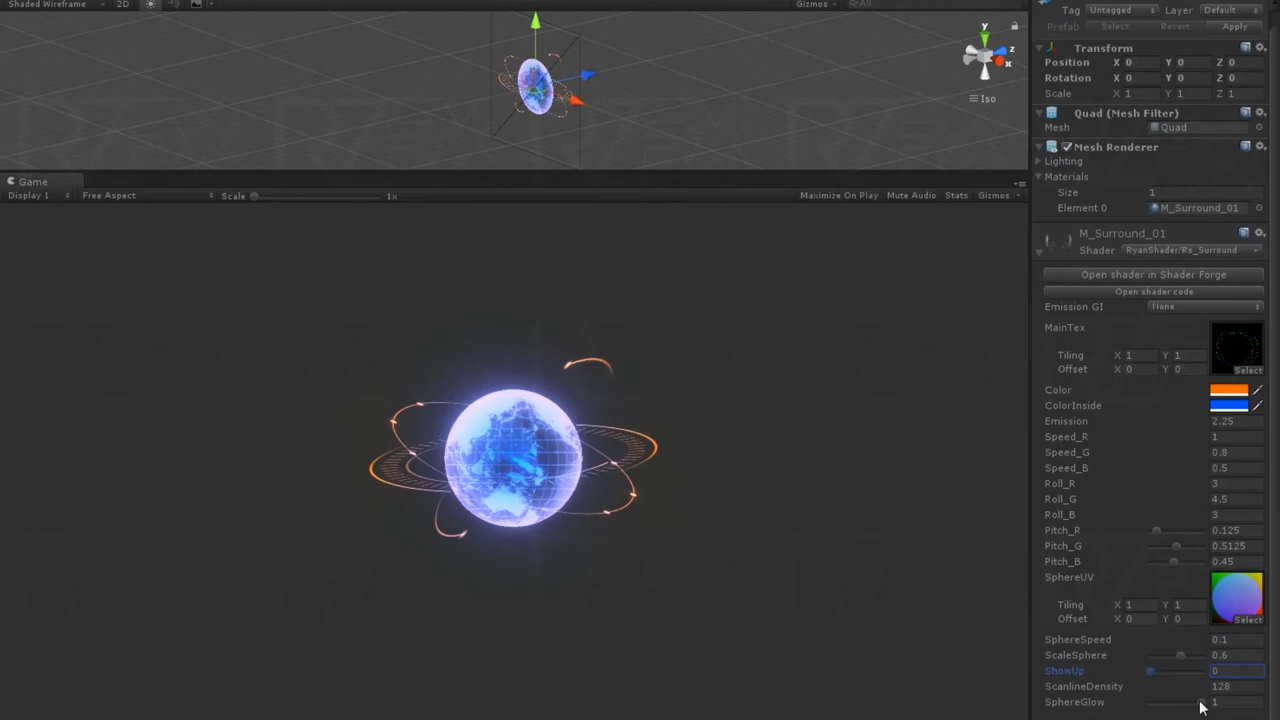 Shaded Wireframe 2D Gizmos All
y
z
x
Iso
Game
Display 1 Free Aspect Scale 1x Maximize On Play Mute Audio Stats Gizmos
Tag Untagged Layer Default
Prefab Select Revert Apply
Transform
Position X 0 Y 0 Z 0
Rotation X 0 Y 0 Z 0
Scale X 1 Y 1 Z 1
Quad (Mesh Filter)
Mesh Quad
Mesh Renderer
Lighting
Materials
Size 1
Element 0 M_Surround_01
M_Surround_01
Shader RyanShader/Rs_Surround
Open shader in Shader Forge
Open shader code
Emission GI None
MainTex
Tiling X 1 Y 1
Offset X 0 Y 0 Select
Color
ColorInside
Emission 2.25
Speed_R 1
Speed_G 0.8
Speed_B 0.5
Roll_R 3
Roll_G 4.5
Roll_B 3
Pitch_R 0.125
Pitch_G 0.5125
Pitch_B 0.45
SphereUV
Tiling X 1 Y 1
Offset X 0 Y 0 Select
SphereSpeed 0.1
ScaleSphere 0.6
ShowUp 0
ScanlineDensity 128
SphereGlow 1